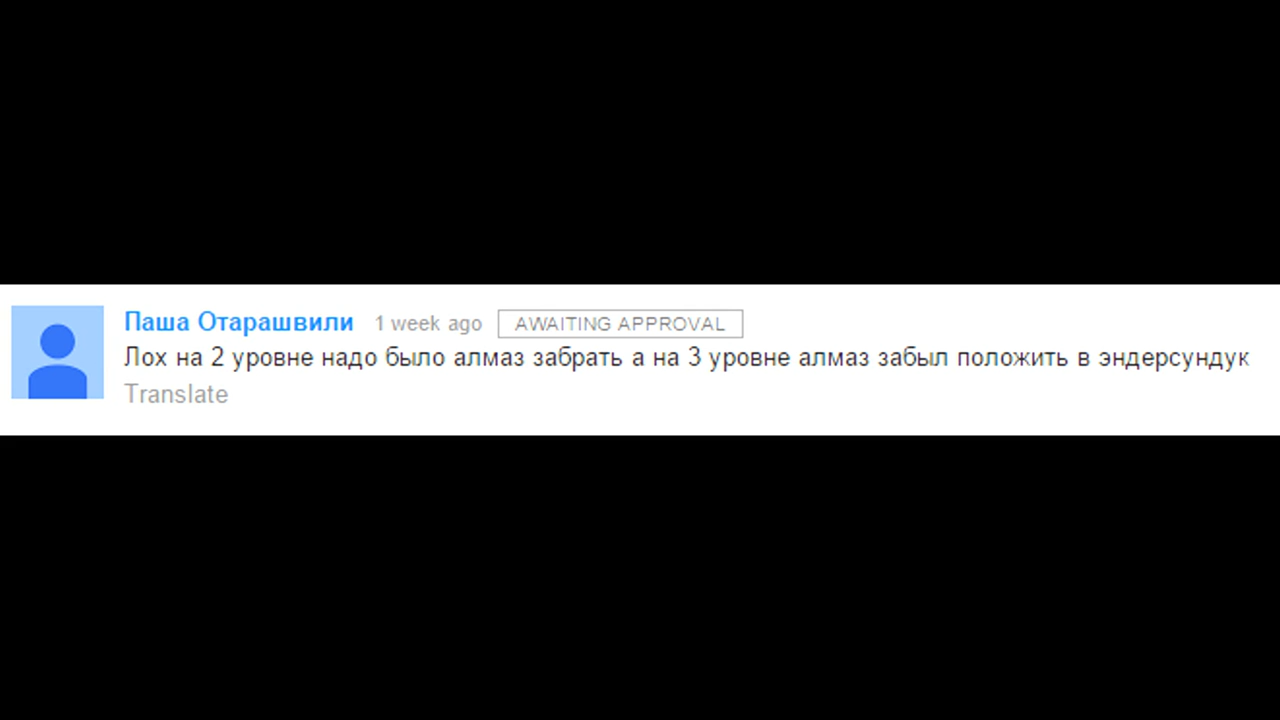 Паша Отарашвили 1 week ago AWAITING APPROVAL
Лох на 2 уровне надо было алмаз забрать а на 3 уровне алмаз забыл положить в эндерсундук
Translate